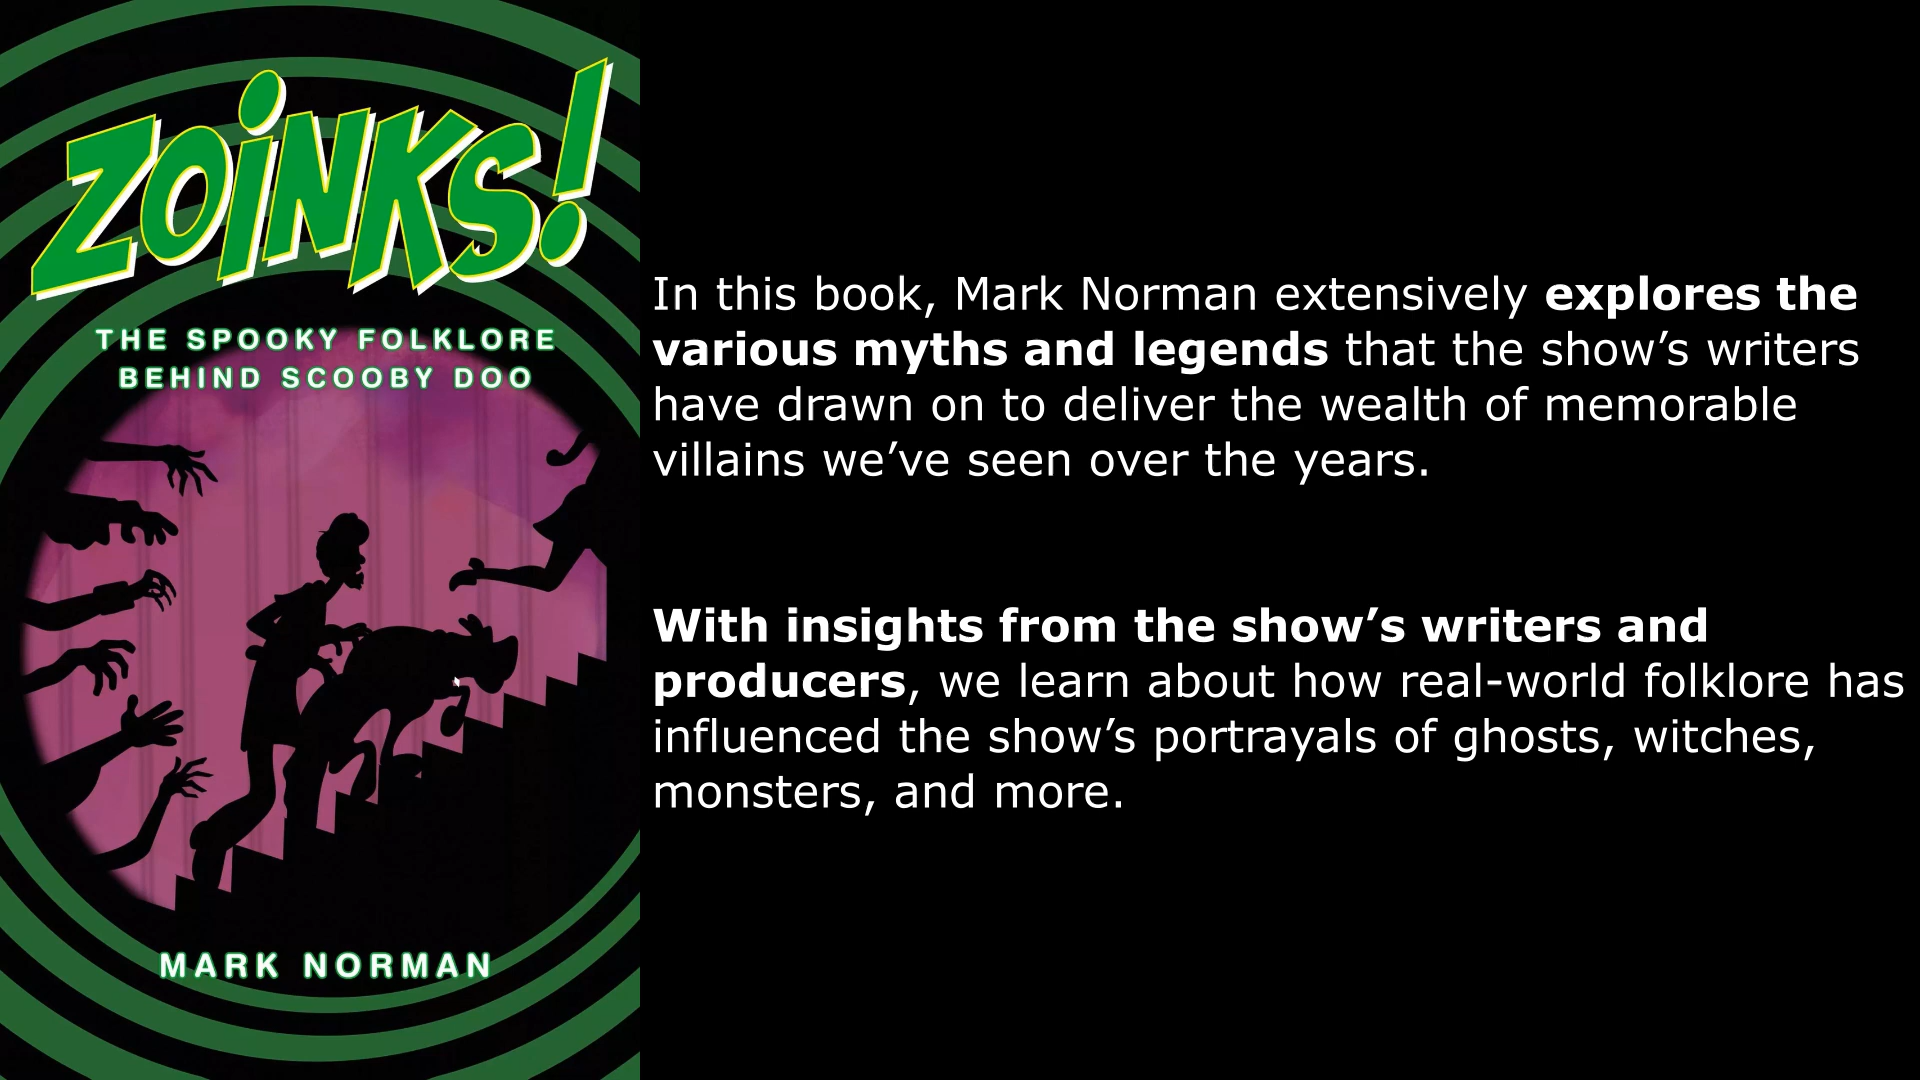 ZOiNKS!
THE SPOOKY FOLKLORE
BEHIND SCOOBY DOO
MARK NORMAN
In this book, Mark Norman extensively explores the
various myths and legends that the show’s writers
have drawn on to deliver the wealth of memorable
villains we’ve seen over the years.
With insights from the show’s writers and
producers, we learn about how real-world folklore has
influenced the show’s portrayals of ghosts, witches,
monsters, and more.